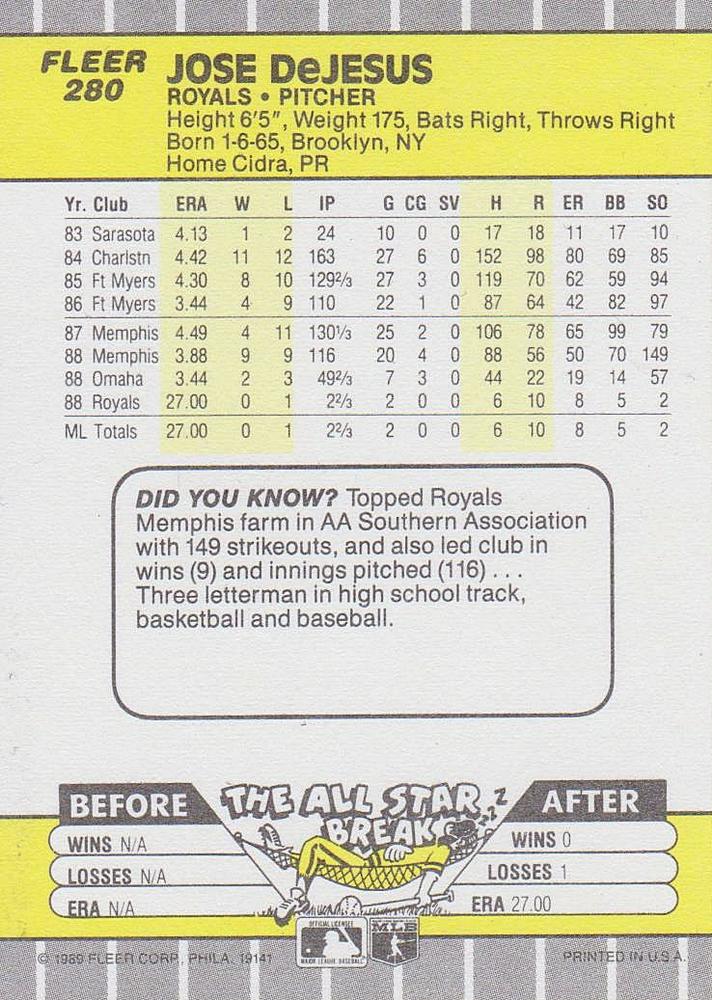 FLEER
280
JOSE DeJESUS
ROYALS • PITCHER
Height 6'5", Weight 175, Bats Right, Throws Right
Born 1-6-65, Brooklyn, NY
Home Cidra, PR
Yr. Club ERA W L IP G CG SV H R ER BB SO
83 Sarasota 4.13 1 2 24 10 0 0 17 18 11 17 10
84 Charlstn 4.42 11 12 163 27 6 0 152 98 80 69 85
85 Ft Myers 4.30 8 10 129⅔ 27 3 0 119 70 62 59 94
86 Ft Myers 3.44 4 9 110 22 1 0 87 64 42 82 97
87 Memphis 4.49 4 11 130⅓ 25 2 0 106 78 65 99 79
88 Memphis 3.88 9 9 116 20 4 0 88 56 50 70 149
88 Omaha 3.44 2 3 49⅔ 7 3 0 44 22 19 14 57
88 Royals 27.00 0 1 2⅔ 2 0 0 6 10 8 5 2
ML Totals 27.00 0 1 2⅔ 2 0 0 6 10 8 5 2
DID YOU KNOW? Topped Royals
Memphis farm in AA Southern Association
with 149 strikeouts, and also led club in
wins (9) and innings pitched (116) . . .
Three letterman in high school track,
basketball and baseball.
THE ALL STAR
BREAK
ZZZ
BEFORE
WINS N/A
LOSSES N/A
ERA N/A
AFTER
WINS 0
LOSSES 1
ERA 27.00
OFFICIAL LICENSEE
MAJOR LEAGUE BASEBALL
MLB
© 1989 FLEER CORP., PHILA. 19141
PRINTED IN U.S.A.